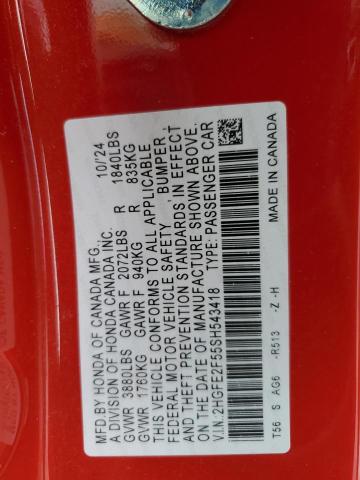 MFD.BY HONDA OF CANADA MFG. 10/'24
A DIVISION OF HONDA CANADA INC.
GVWR 3880LBS GAWR F 2072LBS R 1840LBS
GVWR 1760KG GAWR F 940KG R 835KG
THIS VEHICLE CONFORMS TO ALL APPLICABLE
FEDERAL MOTOR VEHICLE SAFETY BUMPER,
AND THEFT PREVENTION STANDARDS IN EFFECT
ON THE DATE OF MANUFACTURE SHOWN ABOVE.
V.I.N.:2HGFE2F55SH543418 TYPE: PASSENGER CAR
T56 S AG6 -R513 -Z -H MADE IN CANADA